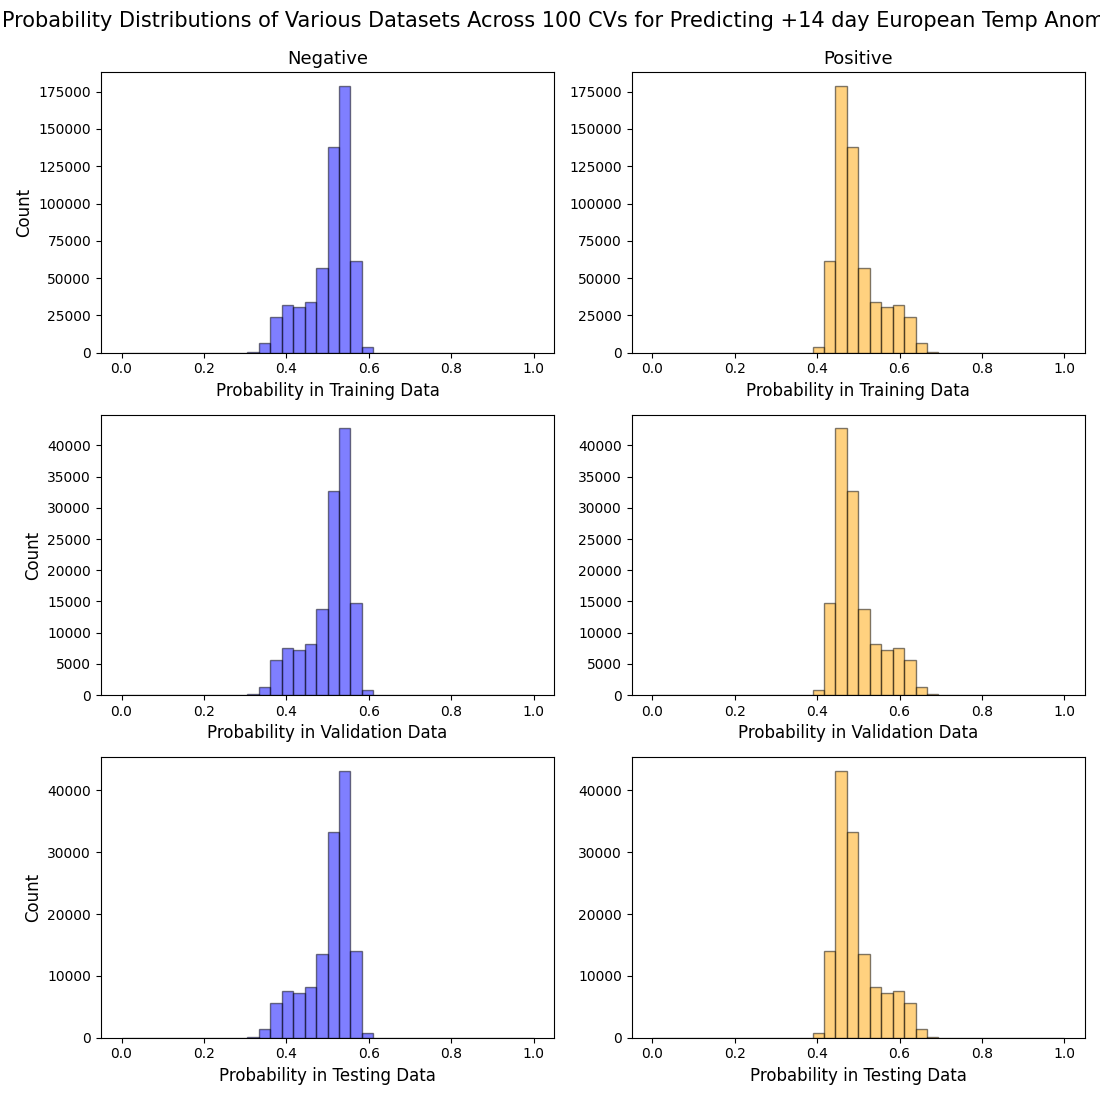 Probability Distributions of Various Datasets Across 100 CVs for Predicting +14 day European Temp Anom
Negative
Positive
175000
150000
125000
100000
75000
50000
25000
0
Count
0.0 0.2 0.4 0.6 0.8 1.0
Probability in Training Data
175000
150000
125000
100000
75000
50000
25000
0
0.0 0.2 0.4 0.6 0.8 1.0
Probability in Training Data
40000
35000
30000
25000
20000
15000
10000
5000
0
Count
0.0 0.2 0.4 0.6 0.8 1.0
Probability in Validation Data
40000
35000
30000
25000
20000
15000
10000
5000
0
0.0 0.2 0.4 0.6 0.8 1.0
Probability in Validation Data
40000
30000
20000
10000
0
Count
0.0 0.2 0.4 0.6 0.8 1.0
Probability in Testing Data
40000
30000
20000
10000
0
0.0 0.2 0.4 0.6 0.8 1.0
Probability in Testing Data